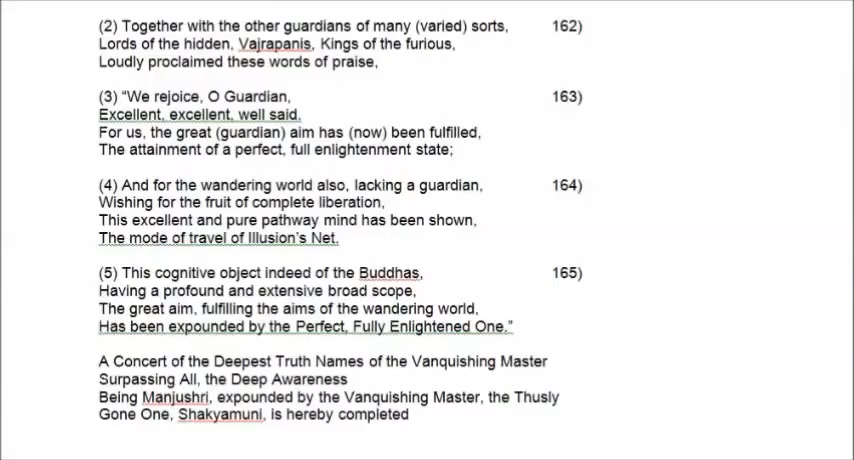 (2) Together with the other guardians of many (varied) sorts, 162)
Lords of the hidden, Vajrapanis, Kings of the furious,
Loudly proclaimed these words of praise,
(3) “We rejoice, O Guardian, 163)
Excellent, excellent, well said.
For us, the great (guardian) aim has (now) been fulfilled,
The attainment of a perfect, full enlightenment state;
(4) And for the wandering world also, lacking a guardian, 164)
Wishing for the fruit of complete liberation,
This excellent and pure pathway mind has been shown,
The mode of travel of Illusion’s Net.
(5) This cognitive object indeed of the Buddhas, 165)
Having a profound and extensive broad scope,
The great aim, fulfilling the aims of the wandering world,
Has been expounded by the Perfect, Fully Enlightened One.”
A Concert of the Deepest Truth Names of the Vanquishing Master
Surpassing All, the Deep Awareness
Being Manjushri, expounded by the Vanquishing Master, the Thusly
Gone One, Shakyamuni, is hereby completed